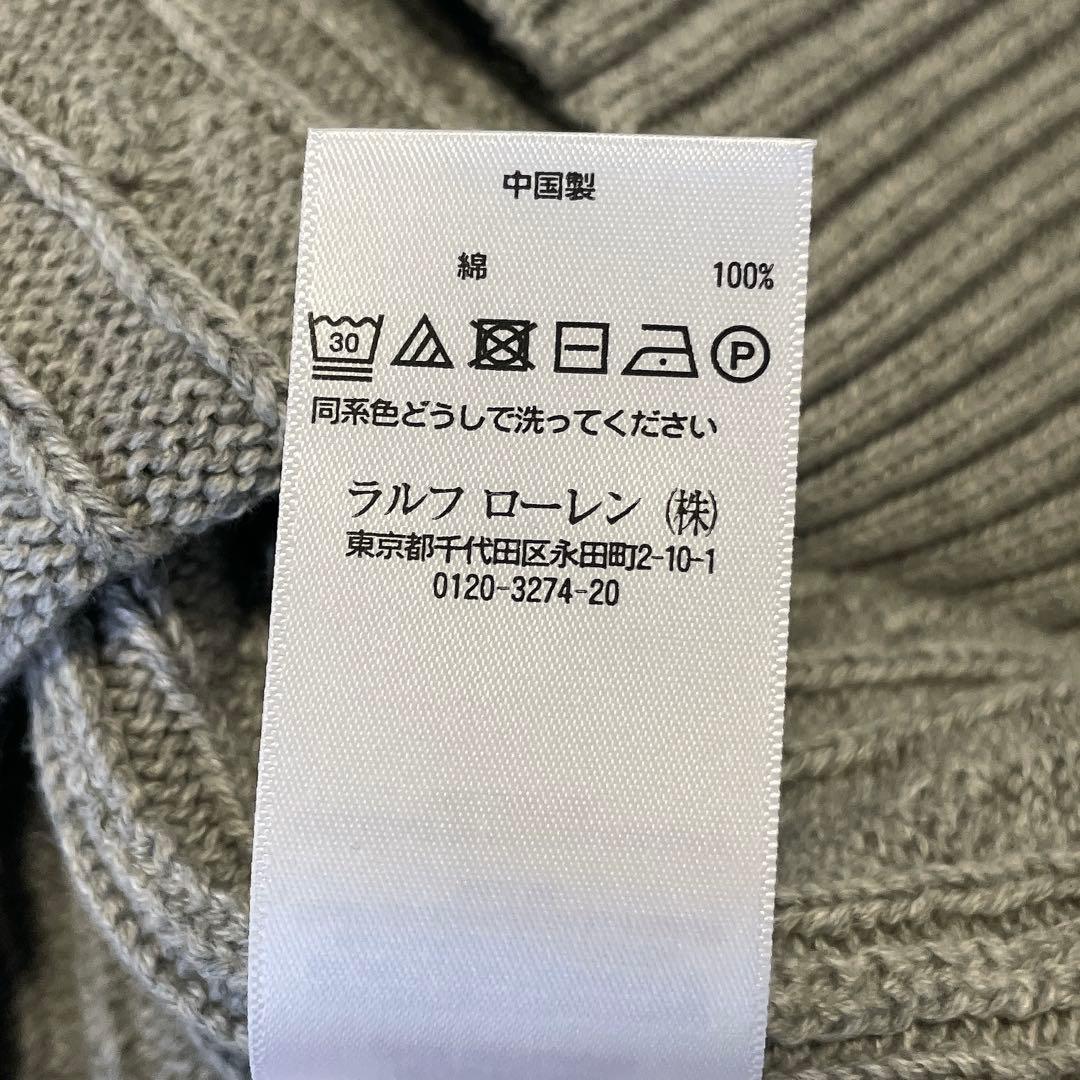 中国製
綿 100%
30 P
同系色どうしで洗ってください
ラルフ ローレン ㈱
東京都千代田区永田町2-10-1
0120-3274-20